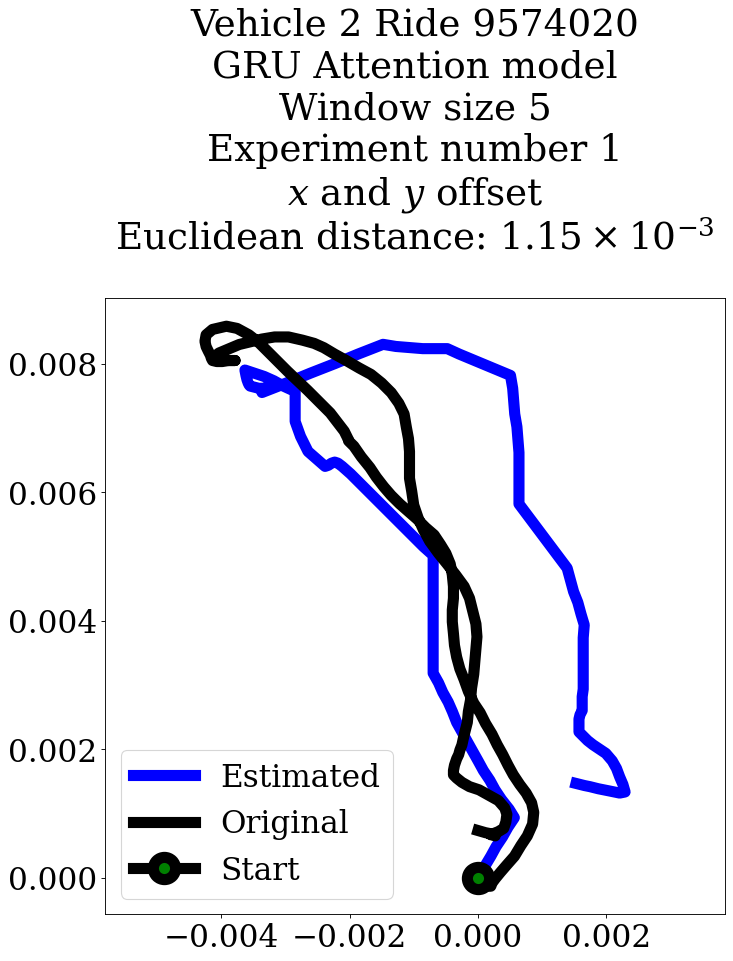 Vehicle 2 Ride 9574020
GRU Attention model
Window size 5
Experiment number 1
x and y offset
Euclidean distance: 1.15 × 10⁻³
0.008
0.006
0.004
0.002
0.000
Estimated
Original
Start
−0.004 −0.002 0.000 0.002